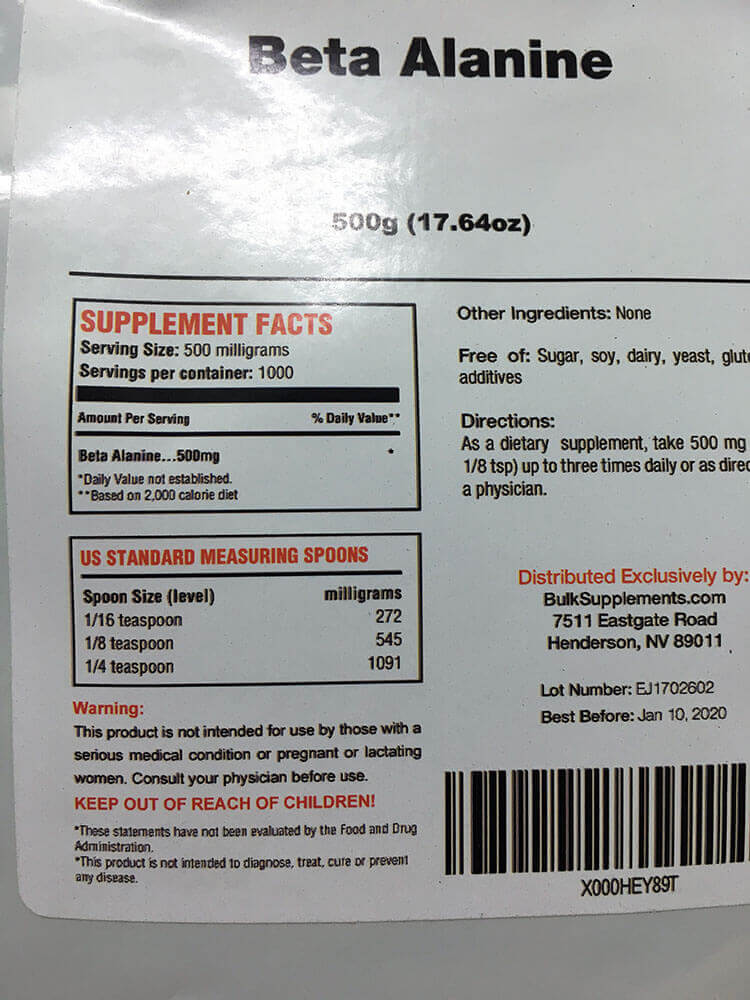 Beta Alanine
500g (17.64oz)
SUPPLEMENT FACTS
Serving Size: 500 milligrams
Servings per container: 1000
Amount Per Serving % Daily Value**
Beta Alanine...500mg *
*Daily Value not established.
**Based on 2,000 calorie diet
US STANDARD MEASURING SPOONS
Spoon Size (level) milligrams
1/16 teaspoon 272
1/8 teaspoon 545
1/4 teaspoon 1091
Warning:
This product is not intended for use by those with a
serious medical condition or pregnant or lactating
women. Consult your physician before use.
KEEP OUT OF REACH OF CHILDREN!
*These statements have not been evaluated by the Food and Drug
Administration.
*This product is not intended to diagnose, treat, cure or prevent
any disease.
Other Ingredients: None
Free of: Sugar, soy, dairy, yeast,
additives
Directions:
As a dietary supplement, take 500 mg
1/8 tsp) up to three times daily or as
a physician.
Distributed Exclusively by:
BulkSupplements.com
7511 Eastgate Road
Henderson, NV 89011
Lot Number: EJ1702602
Best Before: Jan 10, 2020
X000HEY89T